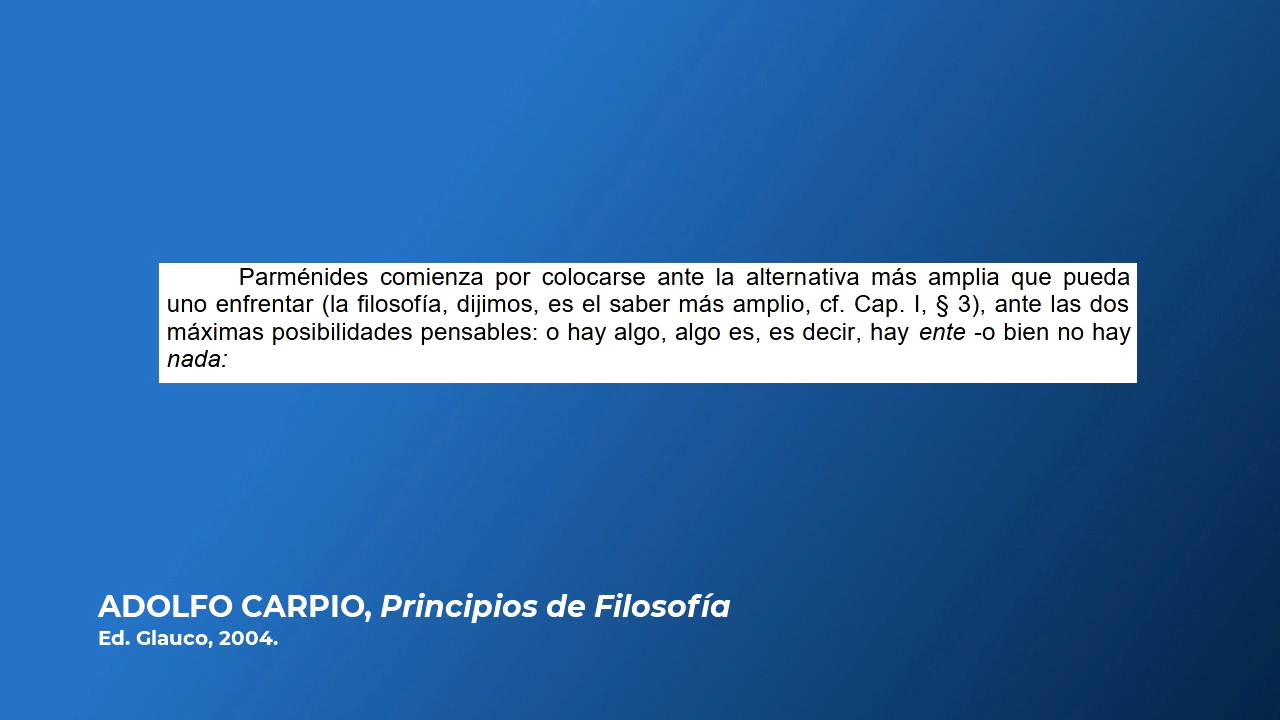 Parménides comienza por colocarse ante la alternativa más amplia que pueda
uno enfrentar (la filosofía, dijimos, es el saber más amplio, cf. Cap. I, § 3), ante las dos
máximas posibilidades pensables: o hay algo, algo es, es decir, hay ente -o bien no hay
nada:
ADOLFO CARPIO, Principios de Filosofía
Ed. Glauco, 2004.